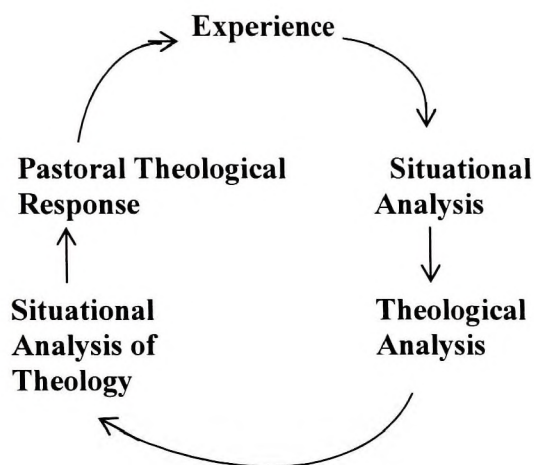 Experience
Pastoral Theological
Response
Situational
Analysis
Situational
Analysis of
Theology
Theological
Analysis